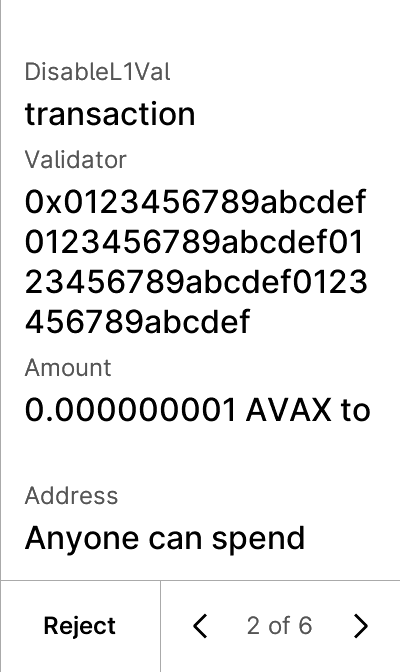 DisableL1Val
transaction
Validator
0x0123456789abcdef
0123456789abcdef01
23456789abcdef0123
456789abcdef
Amount
0.000000001 AVAX to
Address
Anyone can spend
Reject
2 of 6